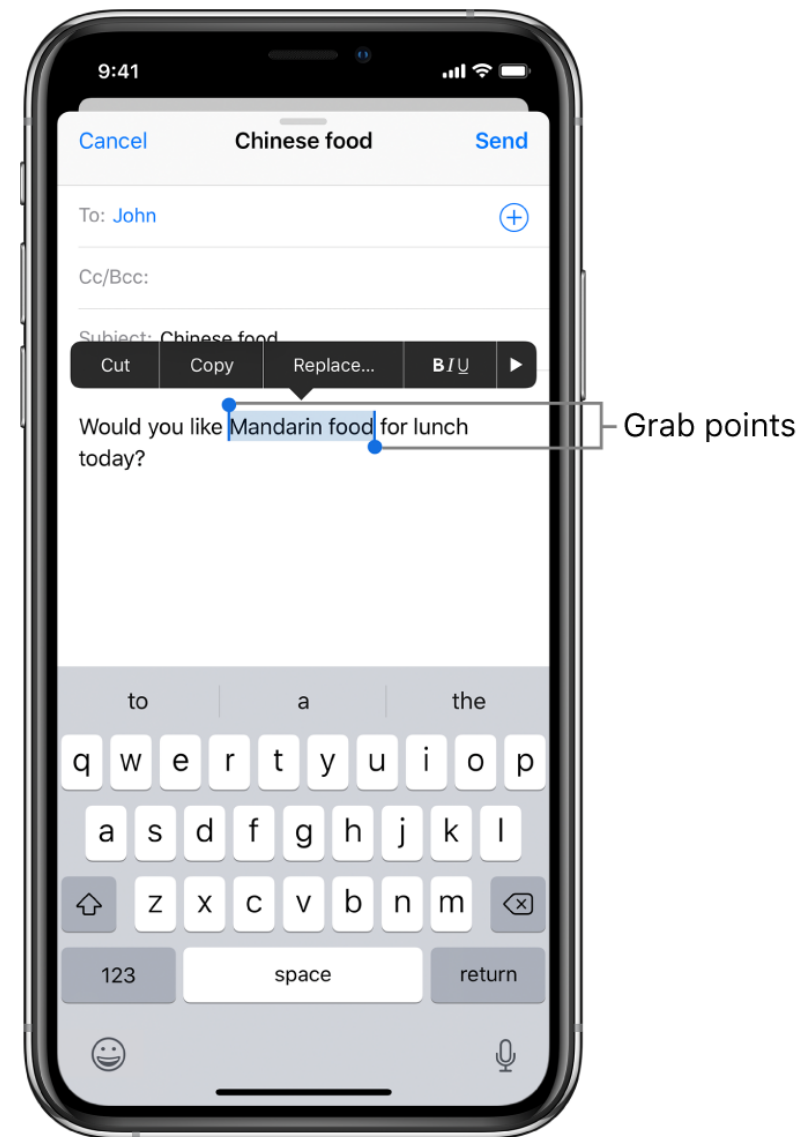 9:41
Cancel Chinese food Send
To: John
Cc/Bcc:
Subject: Chinese food
Cut Copy Replace... B I U
Would you like Mandarin food for lunch
today?
Grab points
to a the
q w e r t y u i o p
a s d f g h j k l
z x c v b n m
123 space return